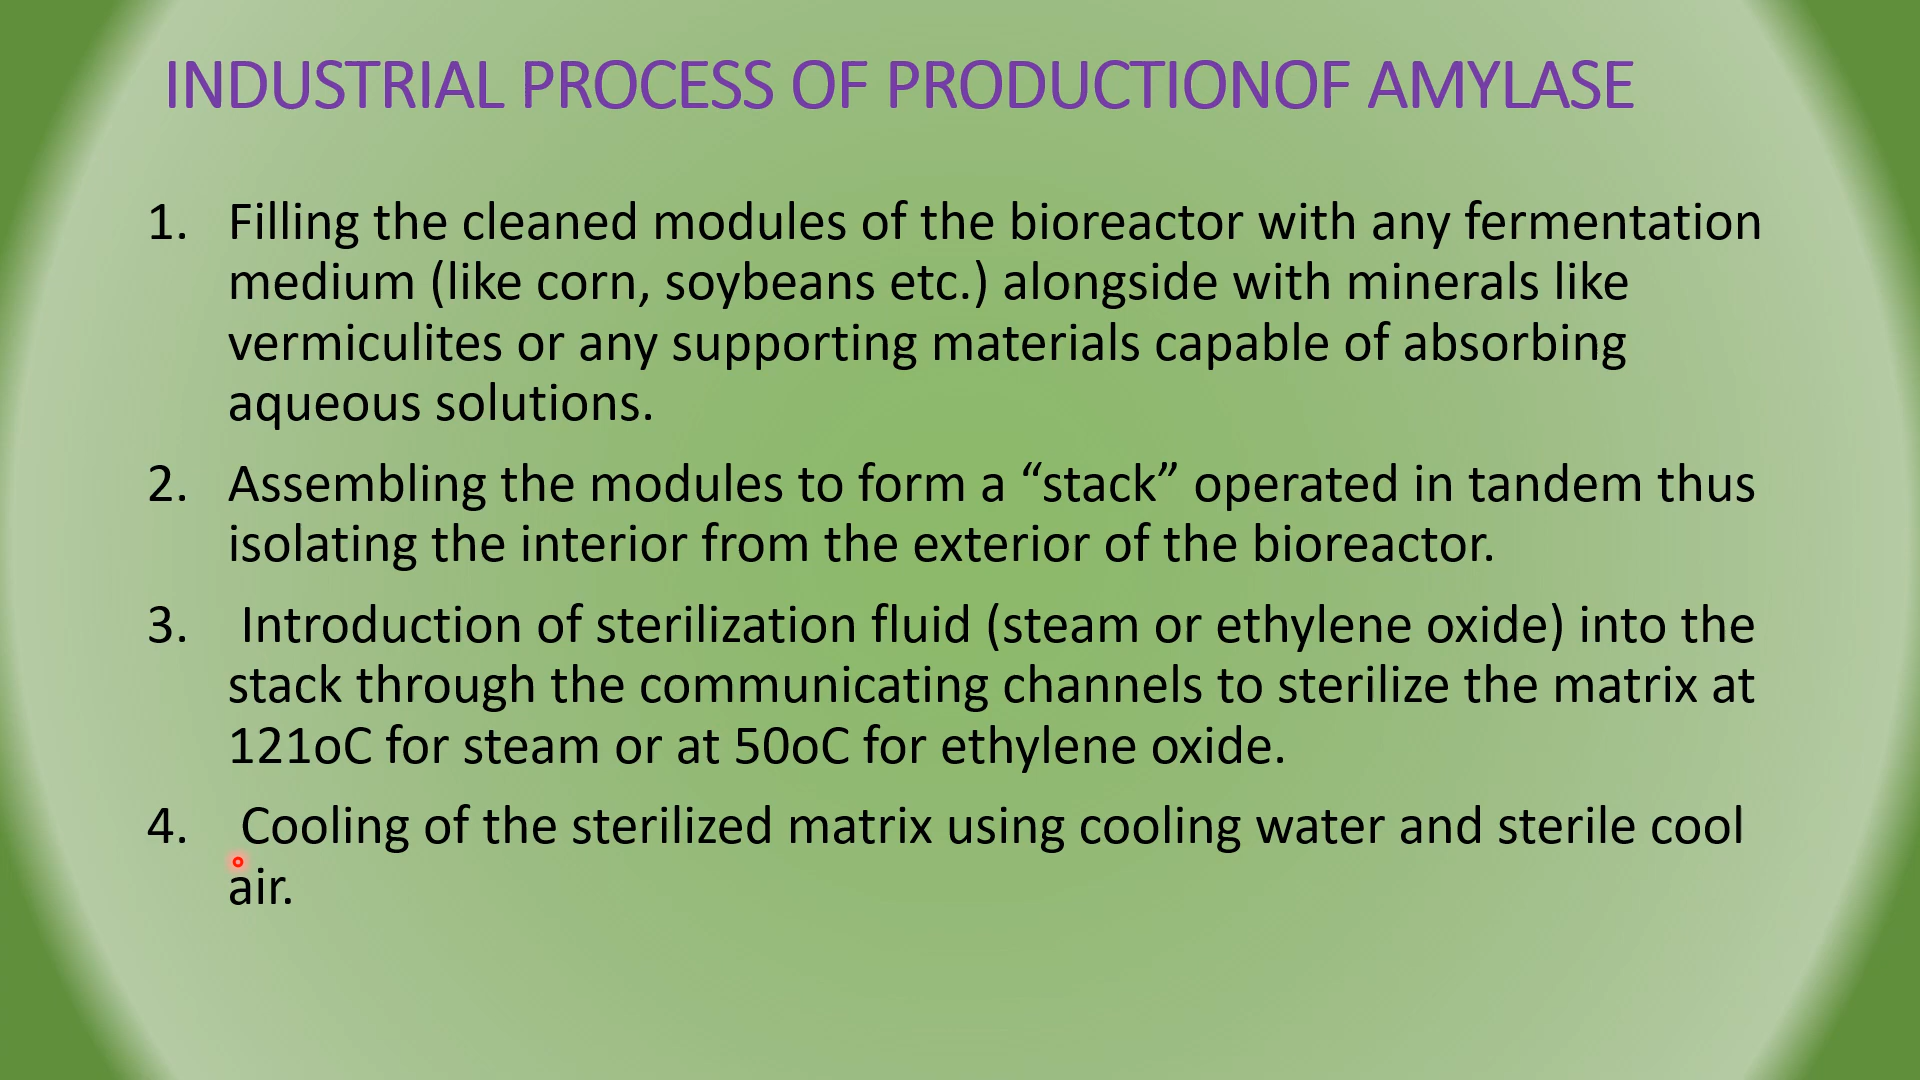 INDUSTRIAL PROCESS OF PRODUCTIONOF AMYLASE
1. Filling the cleaned modules of the bioreactor with any fermentation
medium (like corn, soybeans etc.) alongside with minerals like
vermiculites or any supporting materials capable of absorbing
aqueous solutions.
2. Assembling the modules to form a “stack” operated in tandem thus
isolating the interior from the exterior of the bioreactor.
3. Introduction of sterilization fluid (steam or ethylene oxide) into the
stack through the communicating channels to sterilize the matrix at
121oC for steam or at 50oC for ethylene oxide.
4. Cooling of the sterilized matrix using cooling water and sterile cool
air.